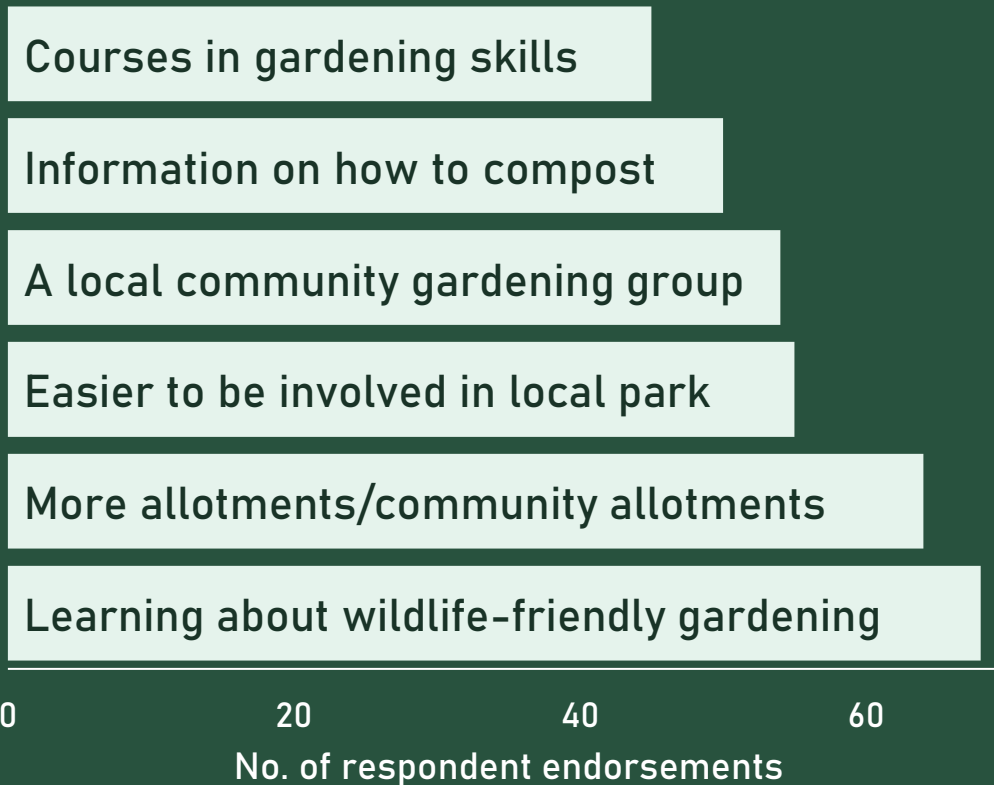 Courses in gardening skills
Information on how to compost
A local community gardening group
Easier to be involved in local park
More allotments/community allotments
Learning about wildlife-friendly gardening
0 20 40 60
No. of respondent endorsements